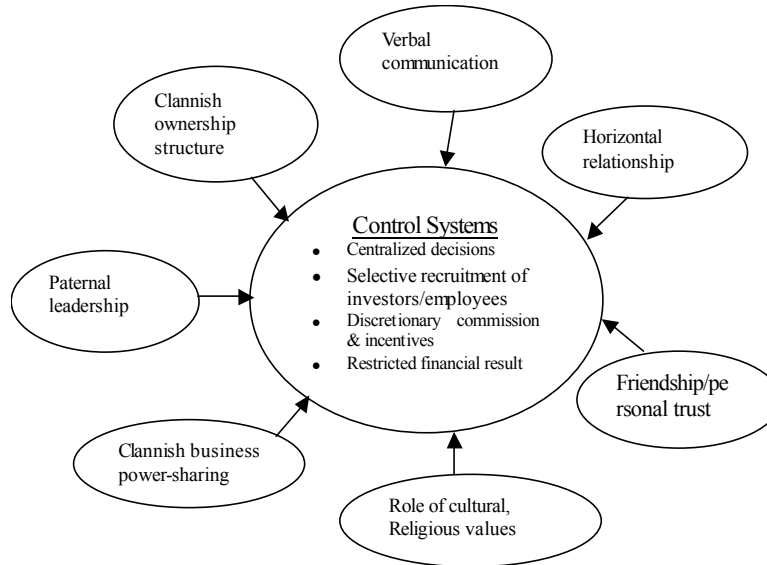 Verbal
communication
Clannish
ownership
structure
Horizontal
relationship
Control Systems
• Centralized decisions
• Selective recruitment of
investors/employees
• Discretionary commission
& incentives
• Restricted financial result
Paternal
leadership
Friendship/pe
rsonal trust
Clannish business
power-sharing
Role of cultural,
Religious values